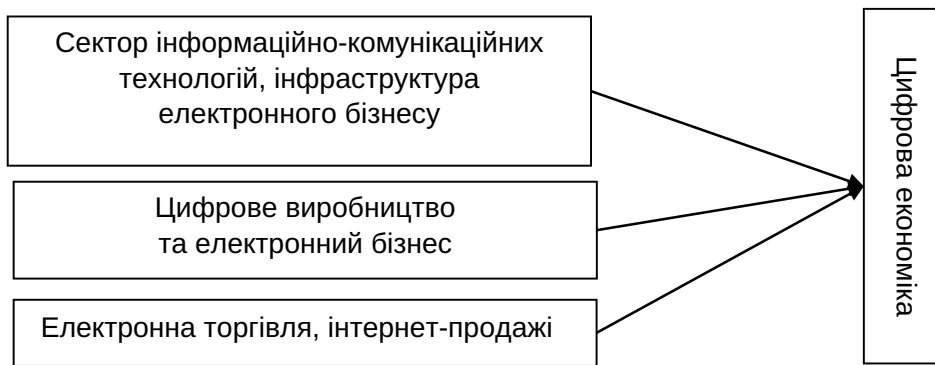 Сектор інформаційно-комунікаційних
технологій, інфраструктура
електронного бізнесу
Цифрове виробництво
та електронний бізнес
Електронна торгівля, інтернет-продажі
Цифрова економіка